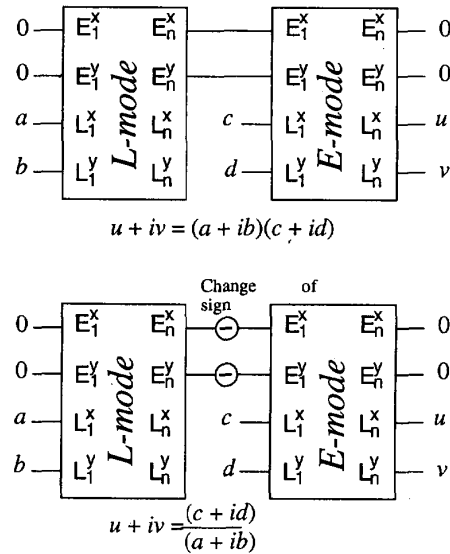 0 E₁ˣ Eₙˣ E₁ˣ Eₙˣ 0
0 E₁ʸ Eₙʸ E₁ʸ Eₙʸ 0
a L₁ˣ L-mode Lₙˣ c L₁ˣ E-mode Lₙˣ u
b L₁ʸ Lₙʸ d L₁ʸ Lₙʸ v
u + iv = (a + ib)(c + id)
Change of
sign
0 E₁ˣ Eₙˣ − E₁ˣ Eₙˣ 0
0 E₁ʸ Eₙʸ − E₁ʸ Eₙʸ 0
a L₁ˣ L-mode Lₙˣ c L₁ˣ E-mode Lₙˣ u
b L₁ʸ Lₙʸ d L₁ʸ Lₙʸ v
u + iv = (c + id)
(a + ib)